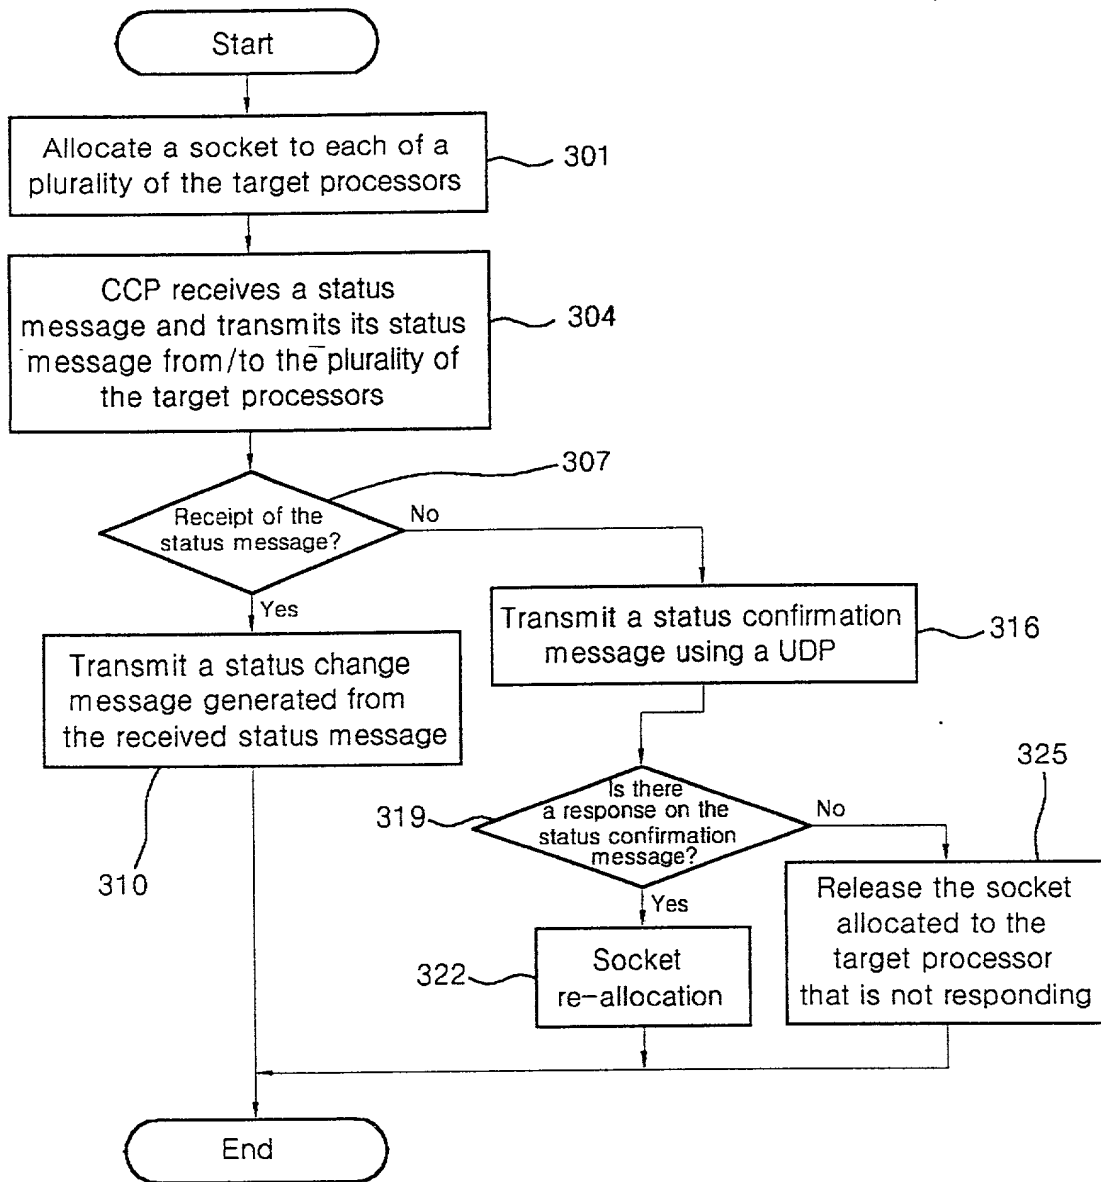 Start
Allocate a socket to each of a
plurality of the target processors
301
CCP receives a status
message and transmits its status
message from/to the plurality of
the target processors
304
307
Receipt of the
status message?
No
Yes
Transmit a status confirmation
message using a UDP
316
Transmit a status change
message generated from
the received status message
310
Is there
a response on the
status confirmation
message?
319
No
325
Yes
Socket
re-allocation
322
Release the socket
allocated to the
target processor
that is not responding
End